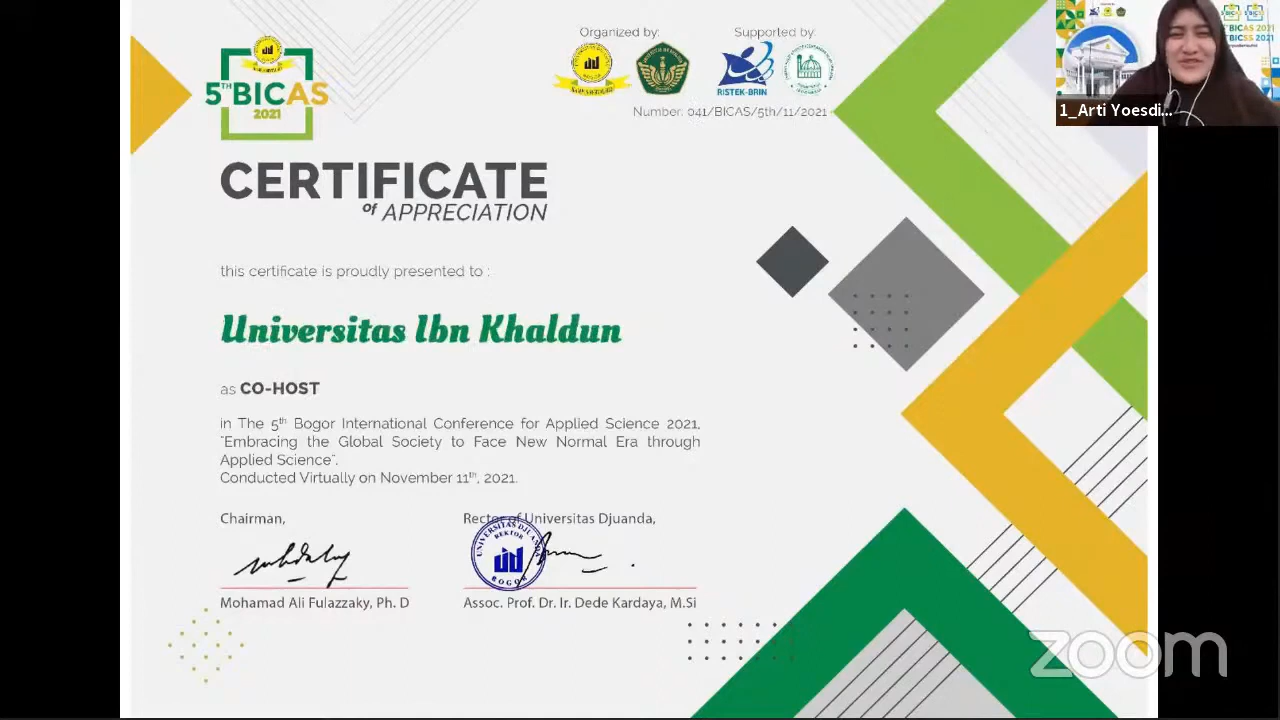 5TH BICAS
2021
Organized by:
Supported by:
RISTEK-BRIN
Number: 041/BICAS/5th/11/2021
CERTIFICATE
of APPRECIATION
this certificate is proudly presented to :
Universitas Ibn Khaldun
as CO-HOST
in The 5th Bogor International Conference for Applied Science 2021,
"Embracing the Global Society to Face New Normal Era through
Applied Science".
Conducted Virtually on November 11th, 2021.
Chairman,
Rector of Universitas Djuanda,
UNIVERSITAS DJUANDA
REKTOR
BOGOR
Mohamad Ali Fulazzaky, Ph. D
Assoc. Prof. Dr. Ir. Dede Kardaya, M.Si
1_Arti Yoesdi...
zoom